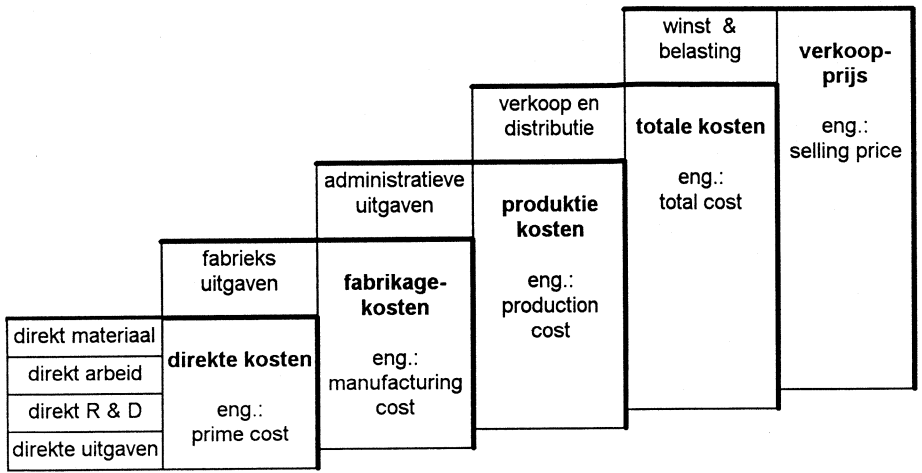 direkt materiaal
direkt arbeid
direkt R & D
direkte uitgaven
direkte kosten
eng.:
prime cost
fabrieks
uitgaven
fabrikage-
kosten
eng.:
manufacturing
cost
administratieve
uitgaven
produktie
kosten
eng.:
production
cost
verkoop en
distributie
totale kosten
eng.:
total cost
winst &
belasting
verkoop-
prijs
eng.:
selling price